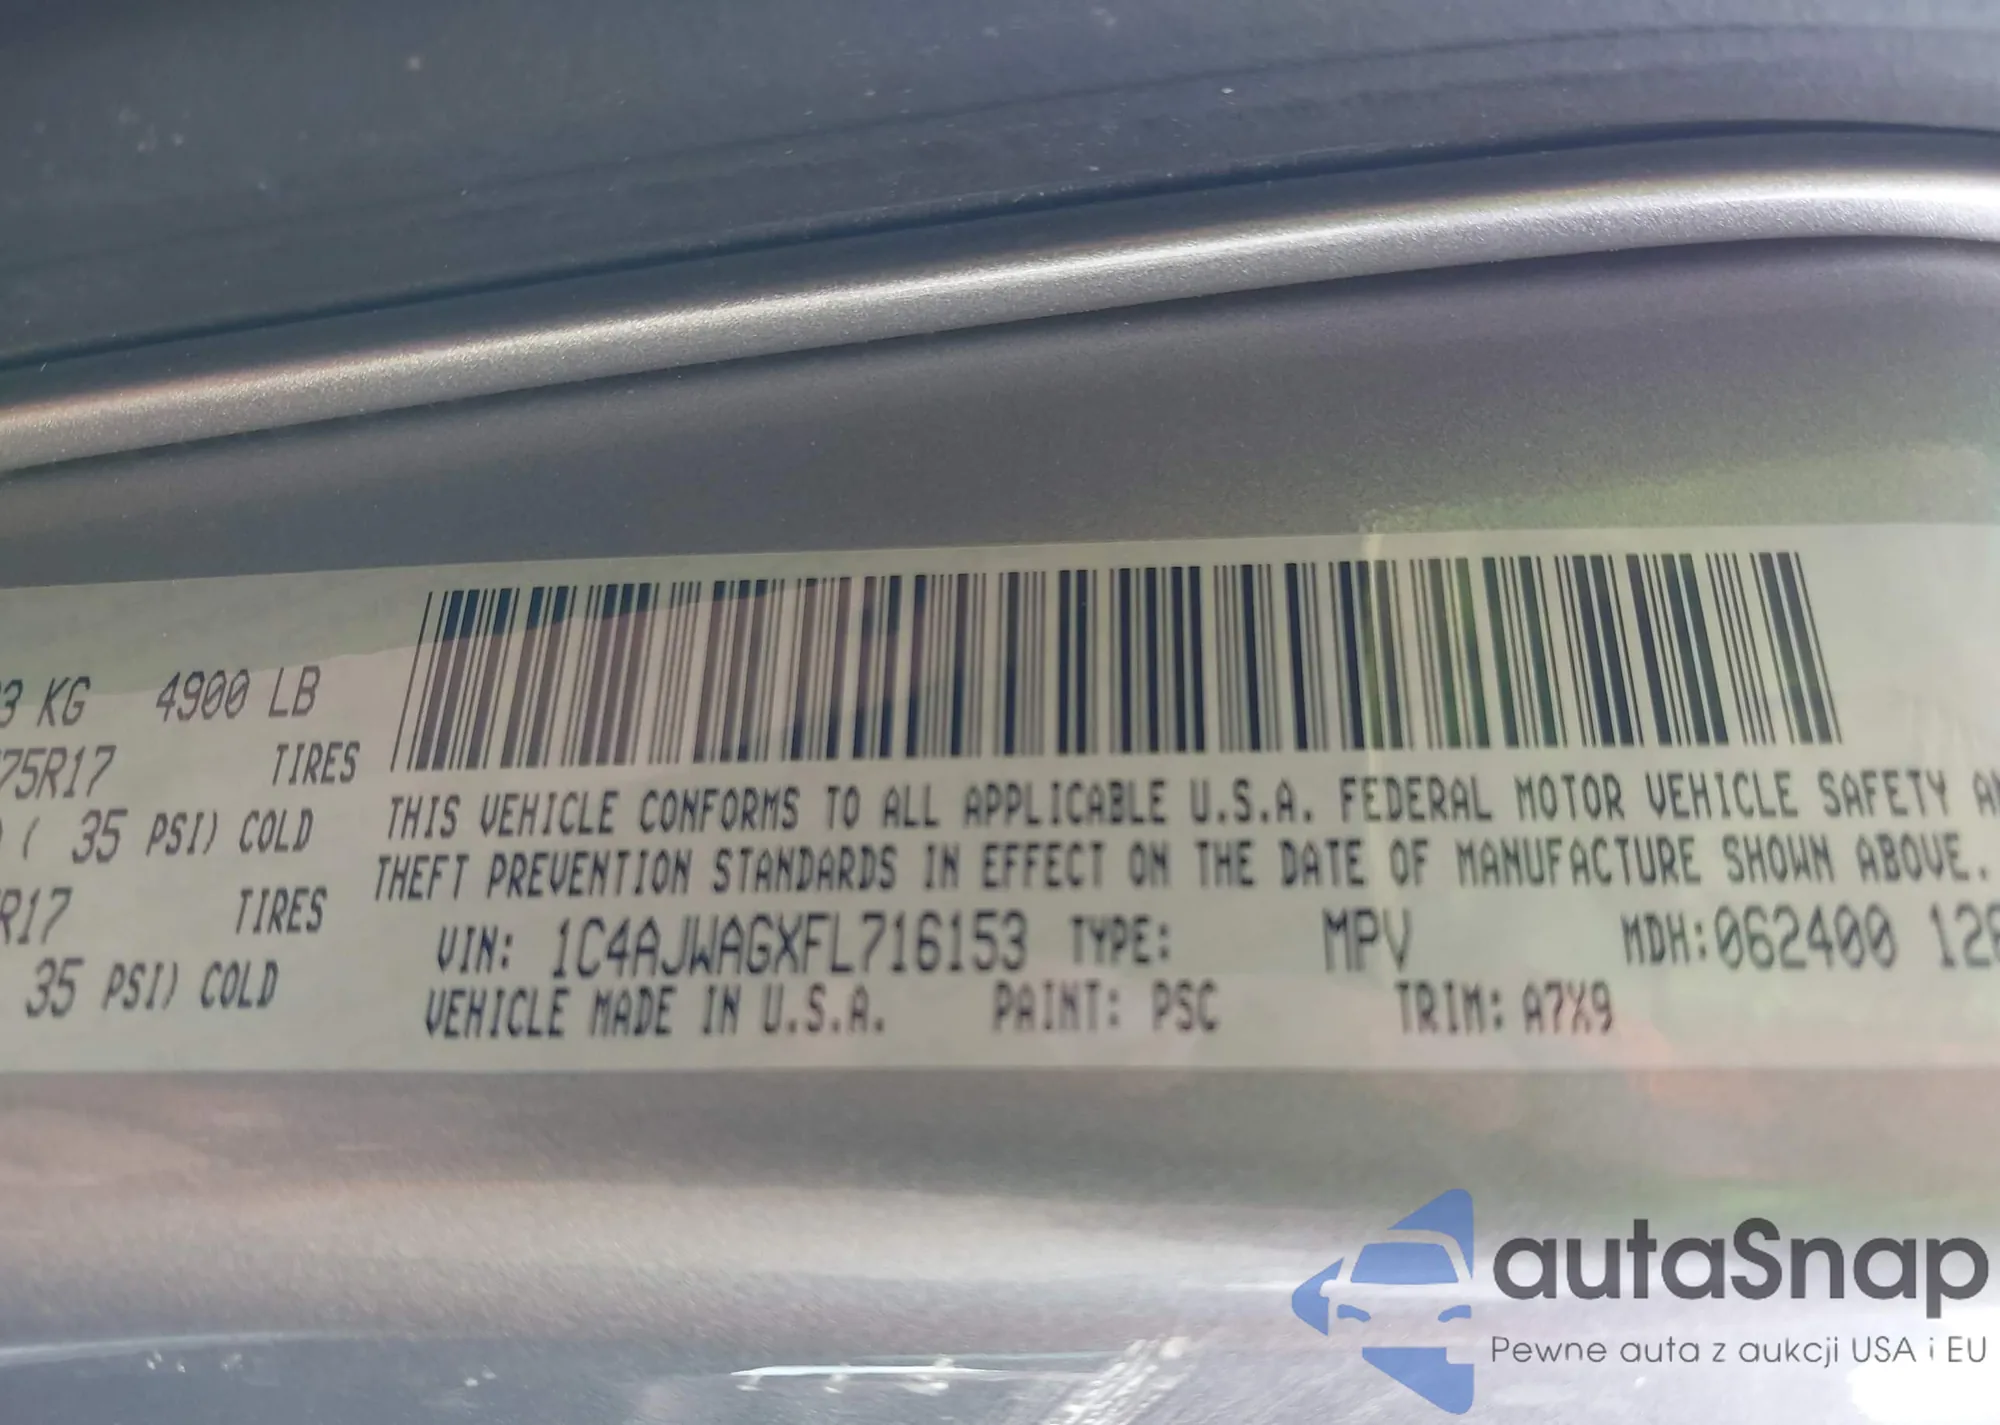 3 KG 4900 LB
75R17 TIRES
( 35 PSI) COLD
R17 TIRES
35 PSI) COLD
THIS VEHICLE CONFORMS TO ALL APPLICABLE U.S.A. FEDERAL MOTOR VEHICLE SAFETY
THEFT PREVENTION STANDARDS IN EFFECT ON THE DATE OF MANUFACTURE SHOWN ABOVE.
VIN: 1C4AJWAGXFL716153 TYPE: MPV MDH:062400 12
VEHICLE MADE IN U.S.A. PAINT: PSC TRIM: A7X9
autaSnap
Pewne auta z aukcji USA i EU